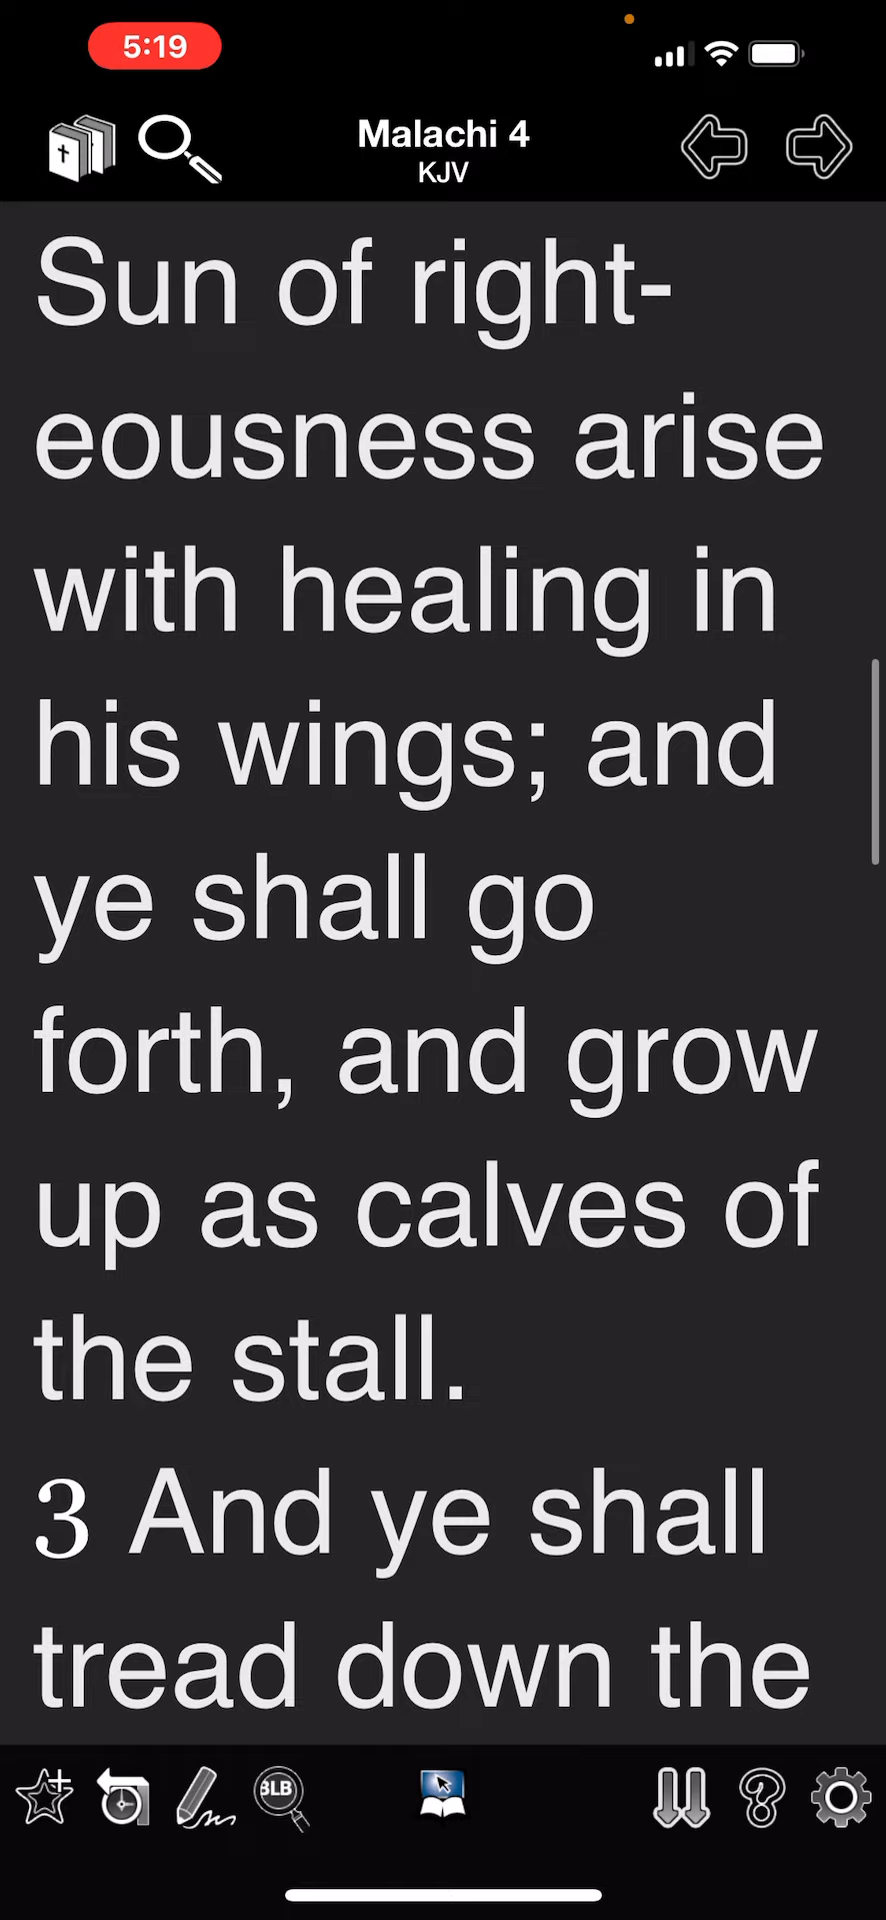 5:19
Malachi 4
KJV
Sun of right-
eousness arise
with healing in
his wings; and
ye shall go
forth, and grow
up as calves of
the stall.
3 And ye shall
tread down the
BLB